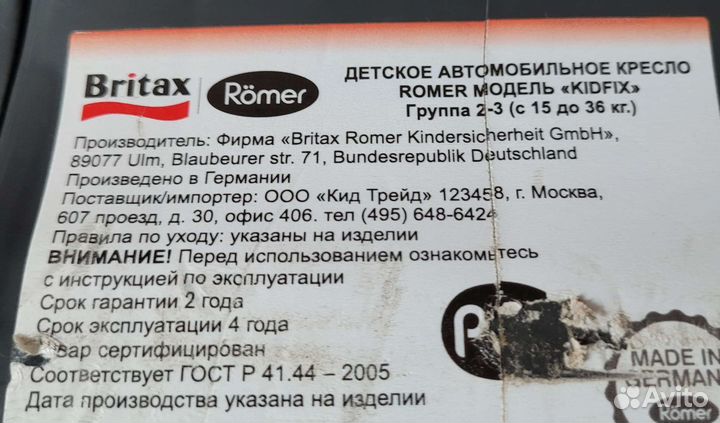 Britax Römer
ДЕТСКОЕ АВТОМОБИЛЬНОЕ КРЕСЛО
ROMER МОДЕЛЬ «KIDFIX»
Группа 2-3 (с 15 до 36 кг.)
Производитель: Фирма «Britax Romer Kindersicherheit GmbH»,
89077 Ulm, Blaubeurer str. 71, Bundesrepublik Deutschland
Произведено в Германии
Поставщик/импортер: ООО «Кид Трейд» 123458, г. Москва,
607 проезд, д. 30, офис 406. тел (495) 648-6424
Правила по уходу: указаны на изделии
ВНИМАНИЕ! Перед использованием ознакомьтесь
с инструкцией по эксплуатации
Срок гарантии 2 года
Срок эксплуатации 4 года
вар сертифицирован
Соответствует ГОСТ Р 41.44 – 2005
Дата производства указана на изделии
P
MADE IN
GERMAN
Römer
Avito